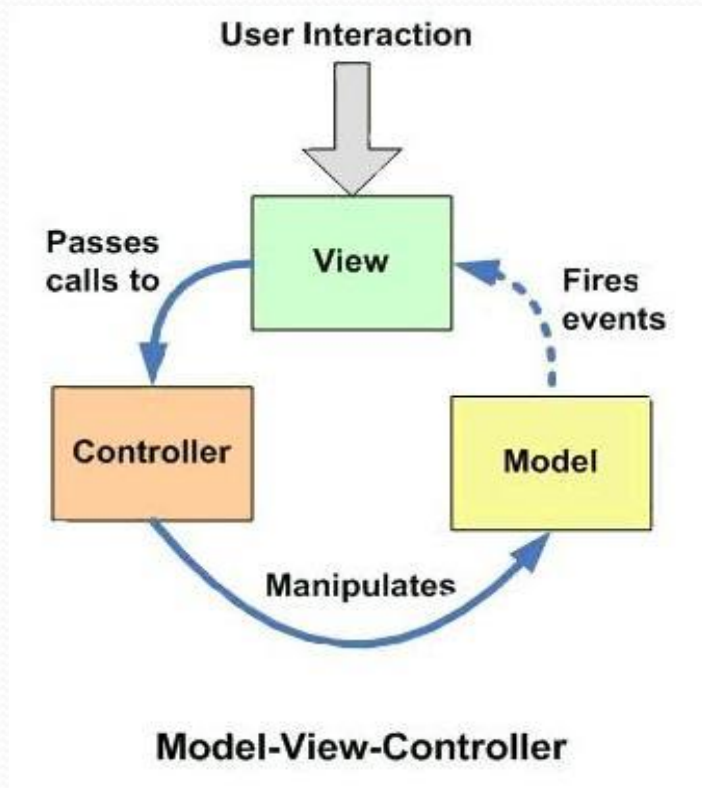 User Interaction
View
Passes
calls to
Fires
events
Controller
Model
Manipulates
Model-View-Controller